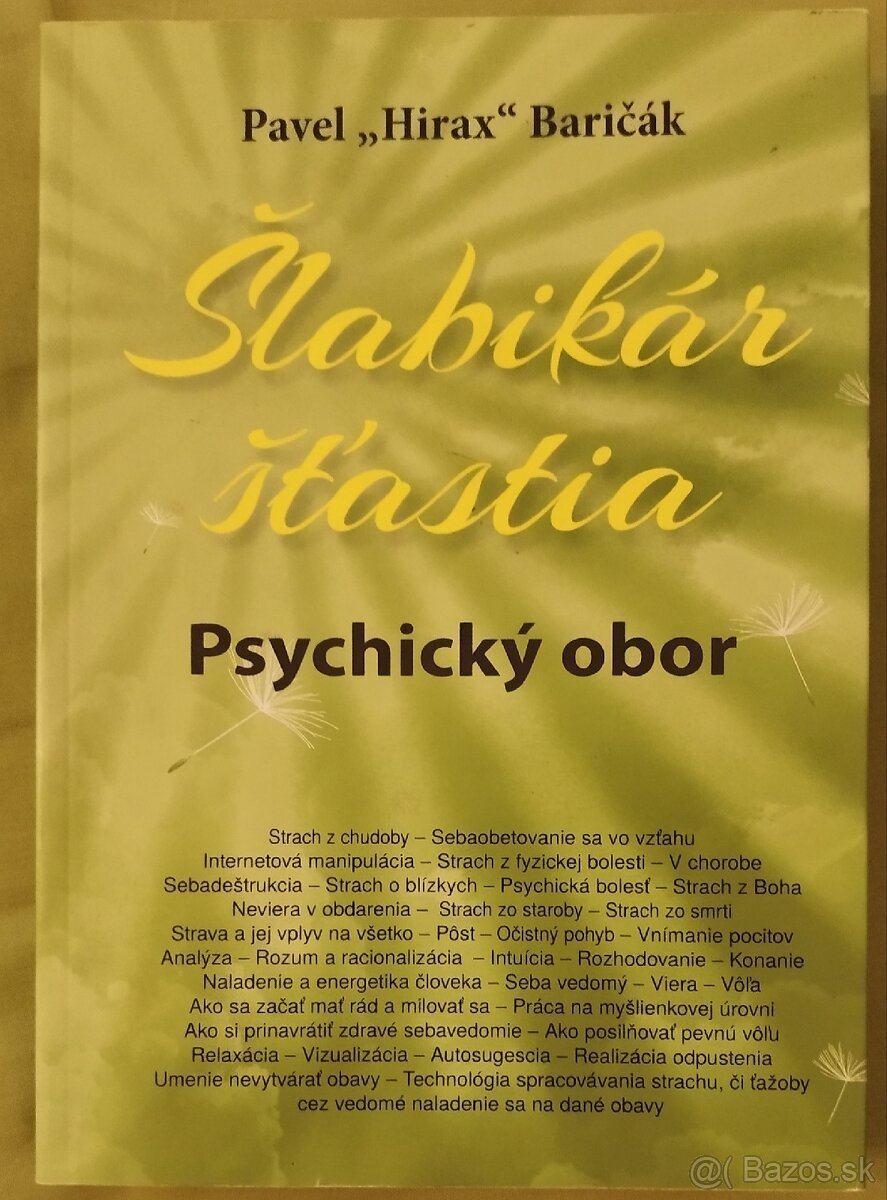 Pavel „Hirax“ Baričák
Šlabikár
šťastia
Psychický obor
Strach z chudoby – Sebaobetovanie sa vo vzťahu
Internetová manipulácia – Strach z fyzickej bolesti – V chorobe
Sebadeštrukcia – Strach o blízkych – Psychická bolesť – Strach z Boha
Neviera v obdarenia – Strach zo staroby – Strach zo smrti
Strava a jej vplyv na všetko – Pôst – Očistný pohyb – Vnímanie pocitov
Analýza – Rozum a racionalizácia – Intuícia – Rozhodovanie – Konanie
Naladenie a energetika človeka – Seba vedomý – Viera – Vôľa
Ako sa začať mať rád a milovať sa – Práca na myšlienkovej úrovni
Ako si prinavrátiť zdravé sebavedomie – Ako posilňovať pevnú vôľu
Relaxácia – Vizualizácia – Autosugescia – Realizácia odpustenia
Umenie nevytvárať obavy – Technológia spracovávania strachu, či ťažoby
cez vedomé naladenie sa na dané obavy
@( Bazos.sk